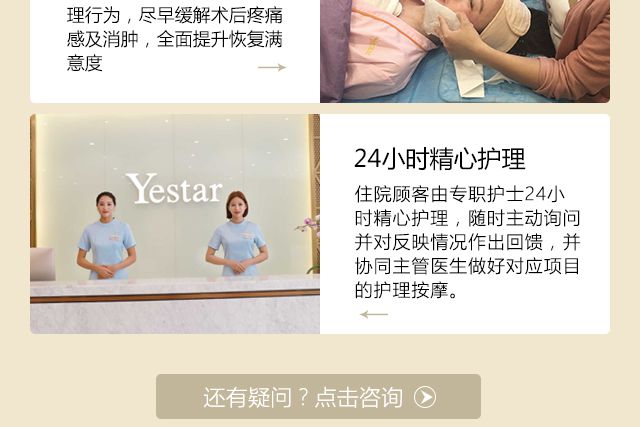 理行为，尽早缓解术后疼痛
感及消肿，全面提升恢复满
意度
Yestar
24小时精心护理
住院顾客由专职护士24小
时精心护理，随时主动询问
并对反映情况作出回馈，并
协同主管医生做好对应项目
的护理按摩。
还有疑问？点击咨询